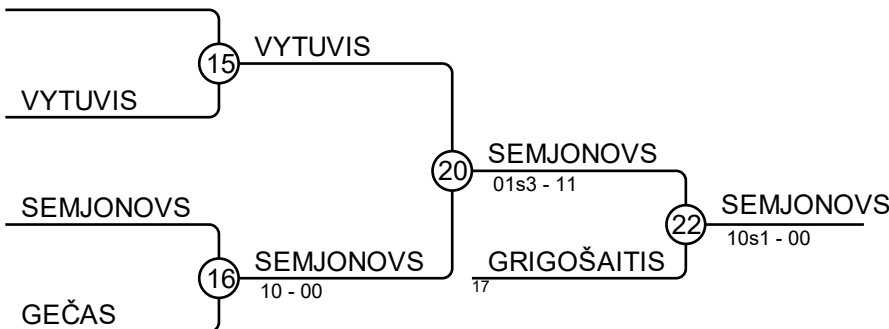 15
VYTUVIS
VYTUVIS
20
SEMJONOVS
01s3 - 11
SEMJONOVS
22
SEMJONOVS
10s1 - 00
16
SEMJONOVS
10 - 00
GRIGOŠAITIS
17
GEČAS